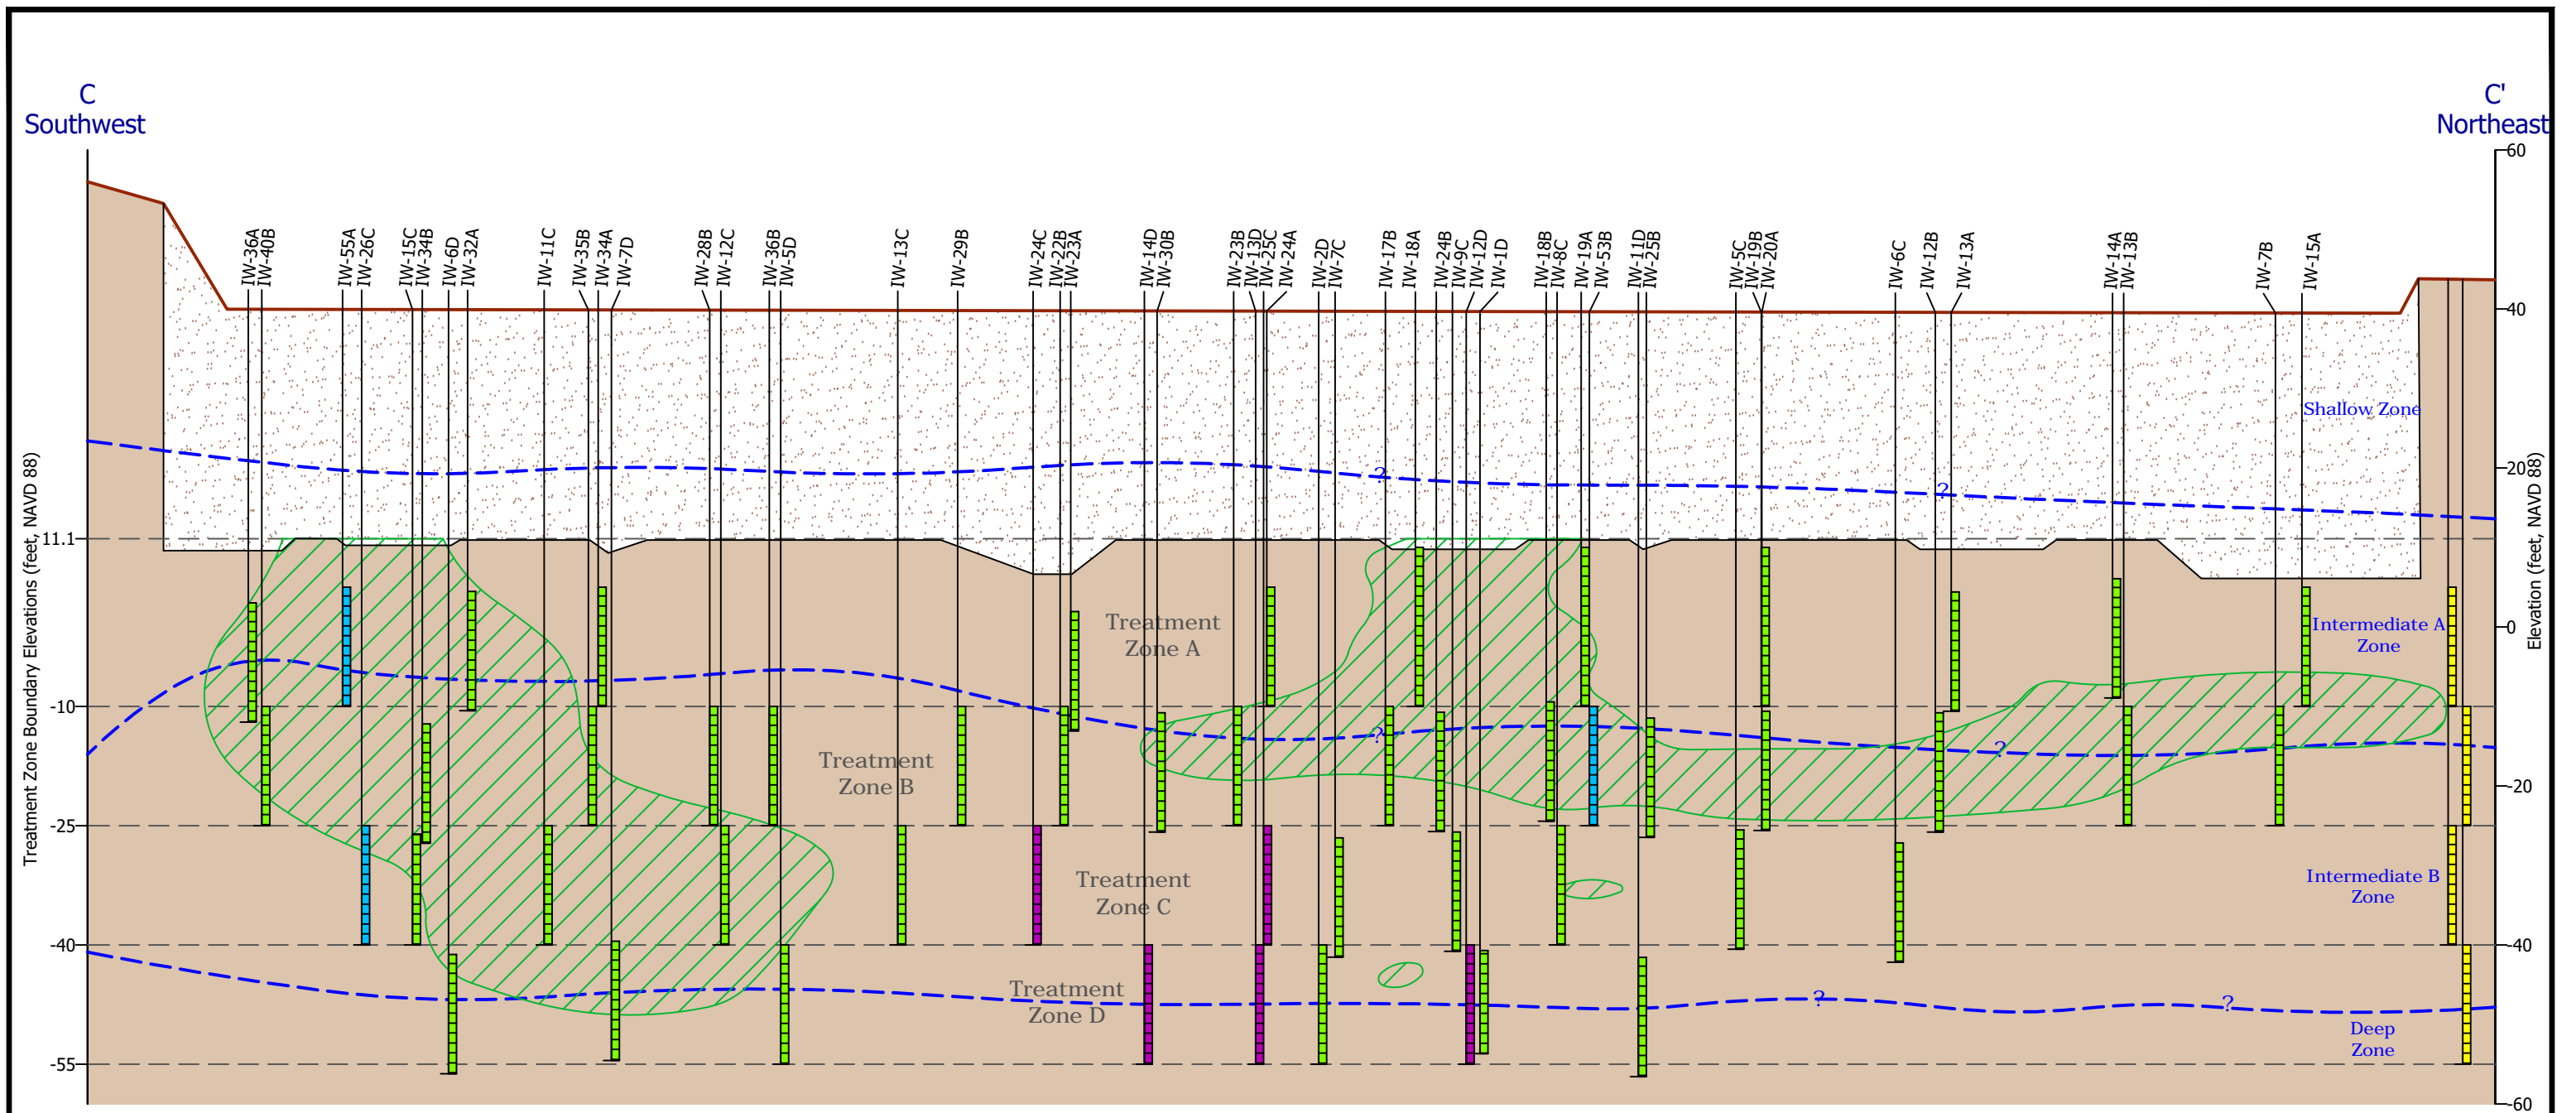 C
Southwest
C'
Northeast
60
IW-36A
IW-40B
IW-55A
IW-26C
IW-15C
IW-34B
IW-6D
IW-32A
IW-11C
IW-35B
IW-34A
IW-7D
IW-28B
IW-12C
IW-36B
IW-5D
IW-13C
IW-29B
IW-24C
IW-22B
IW-23A
IW-14D
IW-30B
IW-23B
IW-13D
IW-25C
IW-24A
IW-2D
IW-7C
IW-17B
IW-18A
IW-24B
IW-9C
IW-12D
IW-1D
IW-18B
IW-8C
IW-19A
IW-53B
IW-11D
IW-25B
IW-5C
IW-19B
IW-20A
IW-6C
IW-12B
IW-13A
IW-14A
IW-13B
IW-7B
IW-15A
40
Shallow Zone
20
?
?
11.1
Treatment
Zone A
0
Intermediate A
Zone
-10
?
?
Treatment
Zone B
-20
-25
Treatment
Zone C
Intermediate B
Zone
-40
-40
Treatment
Zone D
?
?
Deep
Zone
-55
-60
Treatment Zone Boundary Elevations (feet, NAVD 88)
Elevation (feet, NAVD 88)